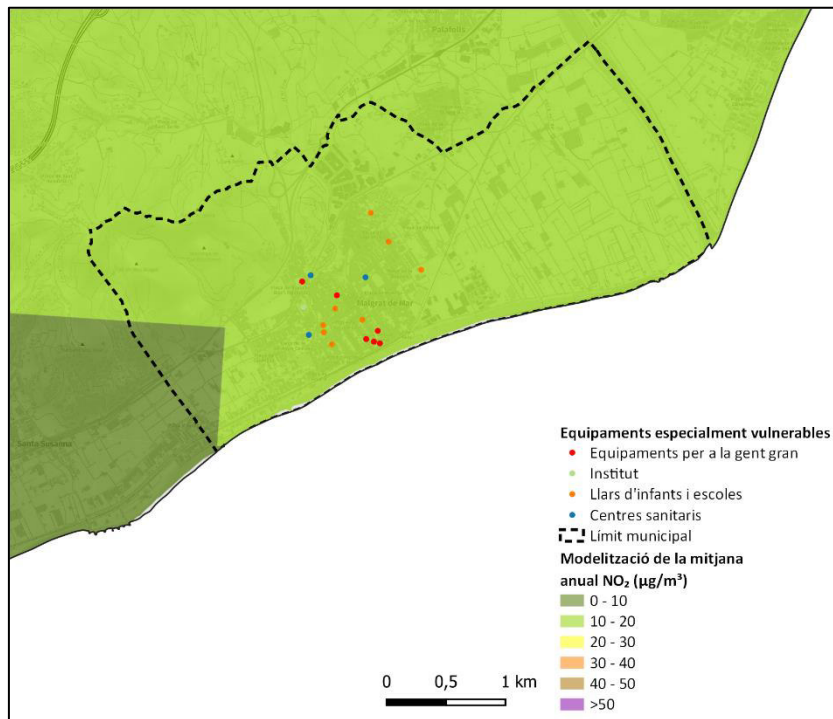 Palafolls
Malgrat de Mar
Santa Susanna
Equipaments especialment vulnerables
Equipaments per a la gent gran
Institut
Llars d'infants i escoles
Centres sanitaris
Límit municipal
Modelització de la mitjana
anual NO₂ (µg/m³)
0 - 10
10 - 20
20 - 30
30 - 40
40 - 50
>50
0 0,5 1 km